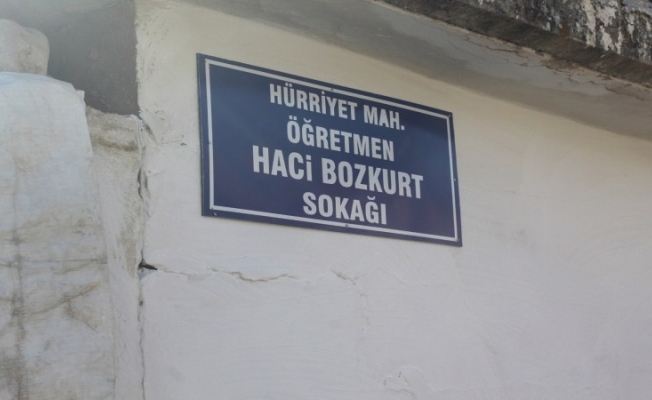 HÜRRİYET MAH.
ÖĞRETMEN
HACi BOZKURT
SOKAĞI